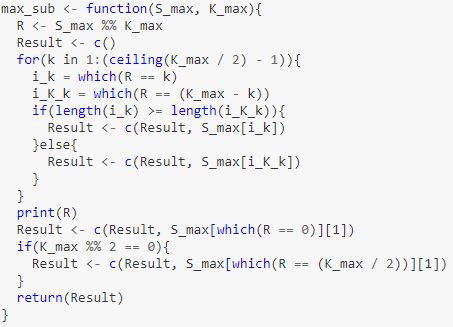 max_sub <- function(S_max, K_max){
  R <- S_max %% K_max
  Result <- c()
  for(k in 1:(ceiling(K_max / 2) - 1)){
    i_k = which(R == k)
    i_K_k = which(R == (K_max - k))
    if(length(i_k) >= length(i_K_k)){
      Result <- c(Result, S_max[i_k])
    }else{
      Result <- c(Result, S_max[i_K_k])
    }
  }
  print(R)
  Result <- c(Result, S_max[which(R == 0)][1])
  if(K_max %% 2 == 0){
    Result <- c(Result, S_max[which(R == (K_max / 2))][1])
  }
  return(Result)
}